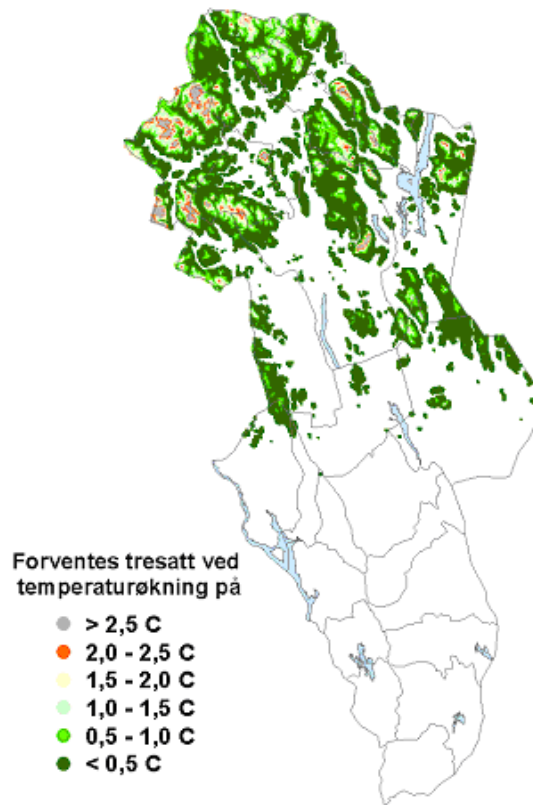 Forventes tresatt ved
temperaturøkning på
> 2,5 C
2,0 - 2,5 C
1,5 - 2,0 C
1,0 - 1,5 C
0,5 - 1,0 C
< 0,5 C